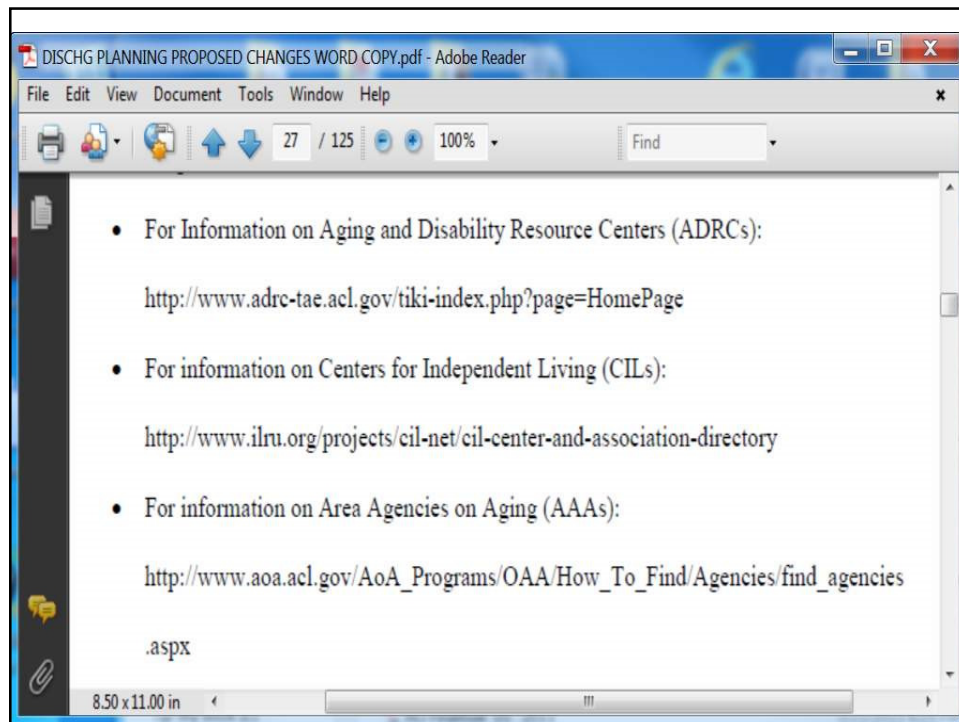 DISCHG PLANNING PROPOSED CHANGES WORD COPY.pdf - Adobe Reader
File Edit View Document Tools Window Help
27 / 125 100% Find
• For Information on Aging and Disability Resource Centers (ADRCs):
http://www.adrc-tae.acl.gov/tiki-index.php?page=HomePage
• For information on Centers for Independent Living (CILs):
http://www.ilru.org/projects/cil-net/cil-center-and-association-directory
• For information on Area Agencies on Aging (AAAs):
http://www.aoa.acl.gov/AoA_Programs/OAA/How_To_Find/Agencies/find_agencies
.aspx
8.50 x 11.00 in